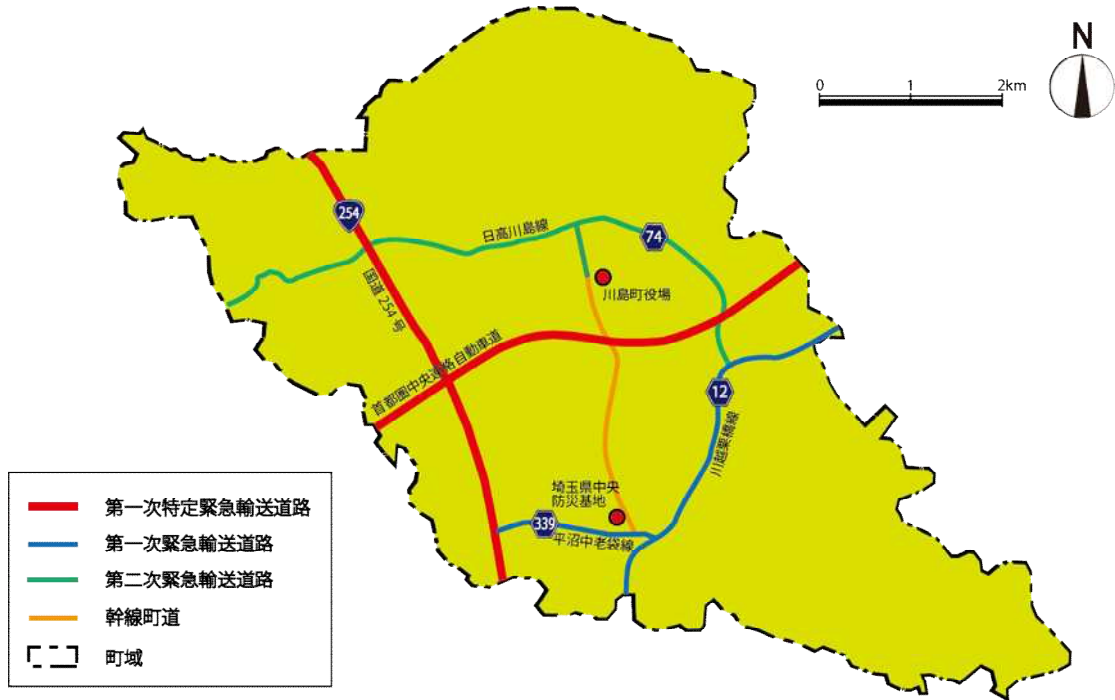 N
0 1 2km
254
日高川島線
74
国道254号
川島町役場
首都圏中央連絡自動車道
12
川越栗橋線
埼玉県中央
防災基地
339
平沼中老袋線
第一次特定緊急輸送道路
第一次緊急輸送道路
第二次緊急輸送道路
幹線町道
町域